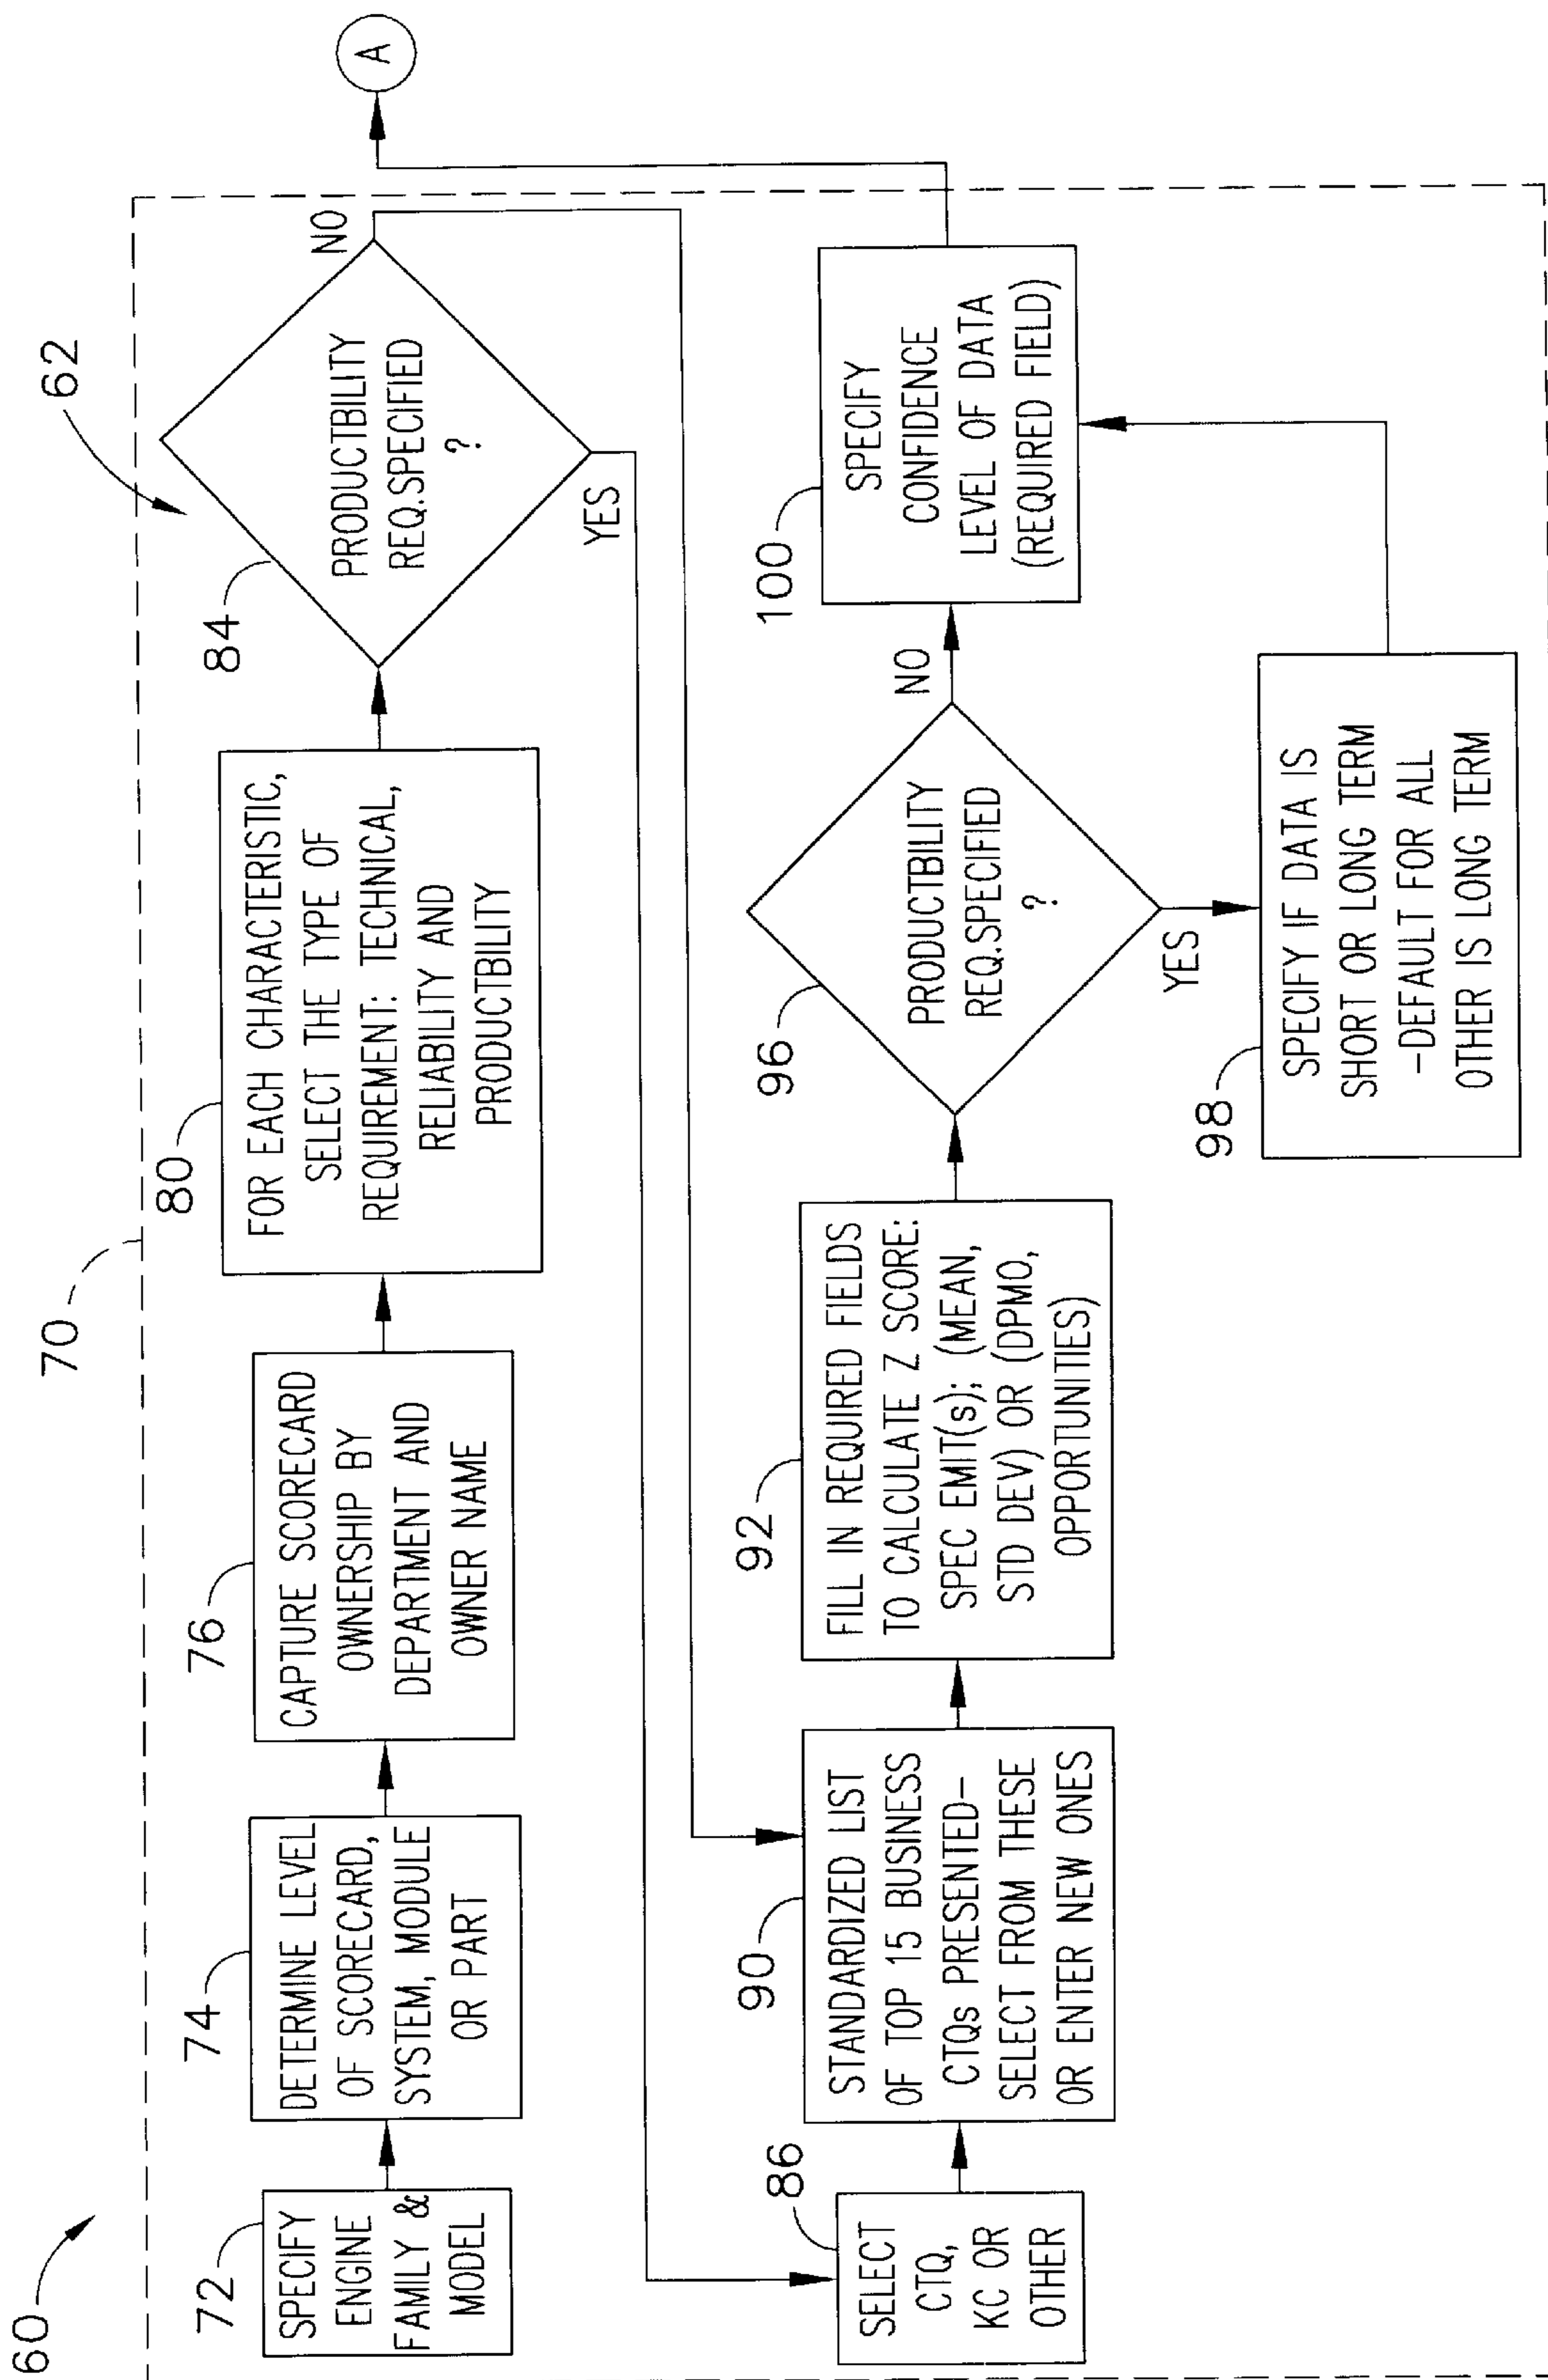 60
70
62
72
SPECIFY
ENGINE
FAMILY &
MODEL
74
DETERMINE LEVEL
OF SCORECARD,
SYSTEM, MODULE
OR PART
76
CAPTURE SCORECARD
OWNERSHIP BY
DEPARTMENT AND
OWNER NAME
80
FOR EACH CHARACTERISTIC,
SELECT THE TYPE OF
REQUIREMENT: TECHNICAL,
RELIABILITY AND
PRODUCTBILITY
84
PRODUCTBILITY
REQ.SPECIFIED
?
NO
YES
A
86
SELECT
CTQ,
KC OR
OTHER
90
STANDARDIZED LIST
OF TOP 15 BUSINESS
CTQs PRESENTED-
SELECT FROM THESE
OR ENTER NEW ONES
92
FILL IN REQUIRED FIELDS
TO CALCULATE Z SCORE:
SPEC EMIT(s); (MEAN,
STD DEV) OR (DPMO,
OPPORTUNITIES)
96
PRODUCTBILITY
REQ.SPECIFIED
?
NO
YES
98
SPECIFY IF DATA IS
SHORT OR LONG TERM
-DEFAULT FOR ALL
OTHER IS LONG TERM
100
SPECIFY
CONFIDENCE
LEVEL OF DATA
(REQUIRED FIELD)